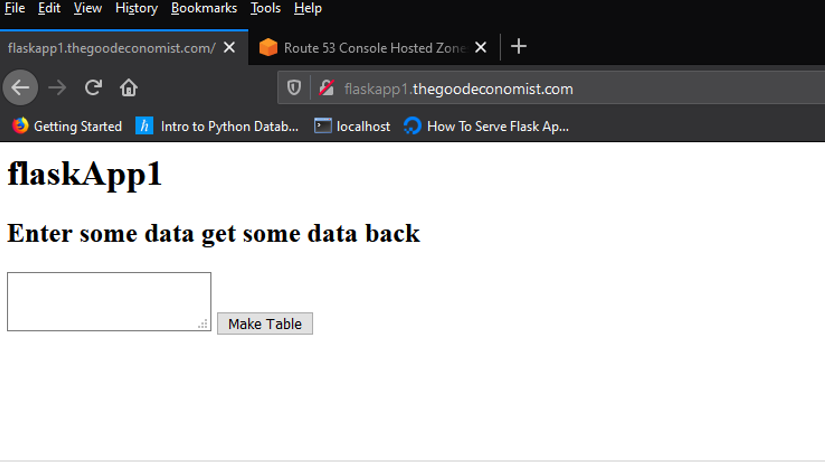 File Edit View History Bookmarks Tools Help
flaskapp1.thegoodeconomist.com/ Route 53 Console Hosted Zone
flaskapp1.thegoodeconomist.com
Getting Started h Intro to Python Datab... localhost How To Serve Flask Ap...
flaskApp1
Enter some data get some data back
Make Table